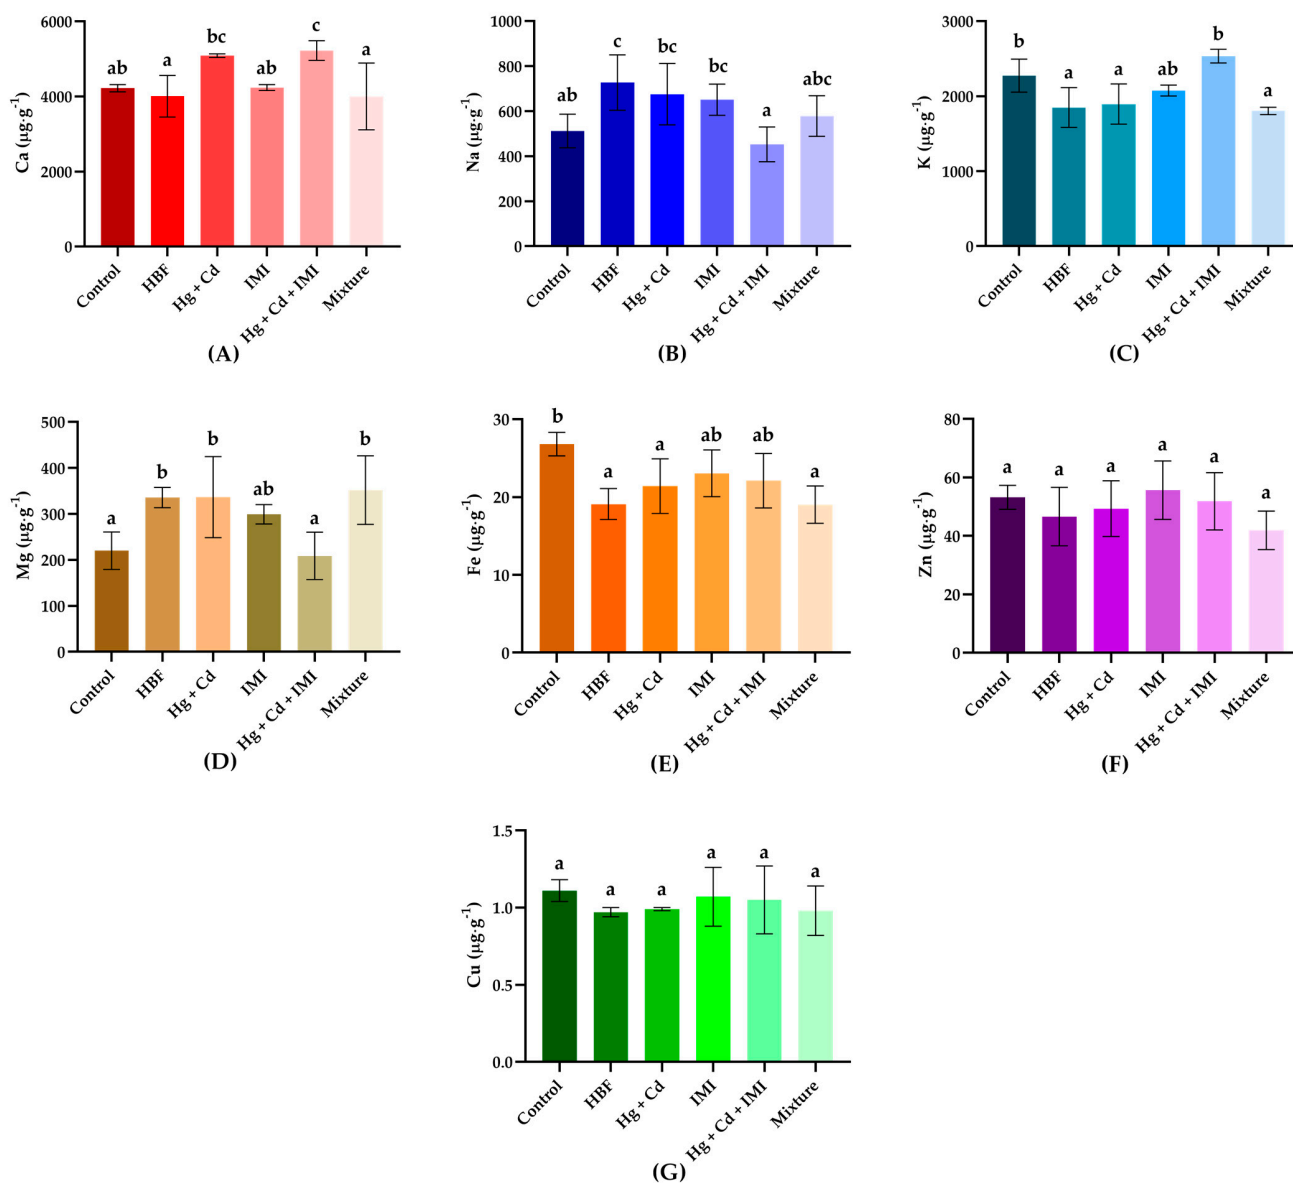 Ca (µg·g-1)
6000
4000
2000
0
ab
a
bc
ab
c
a
Control
HBF
Hg + Cd
IMI
Hg + Cd + IMI
Mixture
(A)
Na (µg·g-1)
1000
800
600
400
200
0
ab
c
bc
bc
a
abc
Control
HBF
Hg + Cd
IMI
Hg + Cd + IMI
Mixture
(B)
K (µg·g-1)
3000
2000
1000
0
b
a
a
ab
b
a
Control
HBF
Hg + Cd
IMI
Hg + Cd + IMI
Mixture
(C)
Mg (µg·g-1)
500
400
300
200
100
0
a
b
b
ab
a
b
Control
HBF
Hg + Cd
IMI
Hg + Cd + IMI
Mixture
(D)
Fe (µg·g-1)
30
20
10
0
b
a
a
ab
ab
a
Control
HBF
Hg + Cd
IMI
Hg + Cd + IMI
Mixture
(E)
Zn (µg·g-1)
80
60
40
20
0
a
a
a
a
a
a
Control
HBF
Hg + Cd
IMI
Hg + Cd + IMI
Mixture
(F)
Cu (µg·g-1)
1.5
1.0
0.5
0.0
a
a
a
a
a
a
Control
HBF
Hg + Cd
IMI
Hg + Cd + IMI
Mixture
(G)